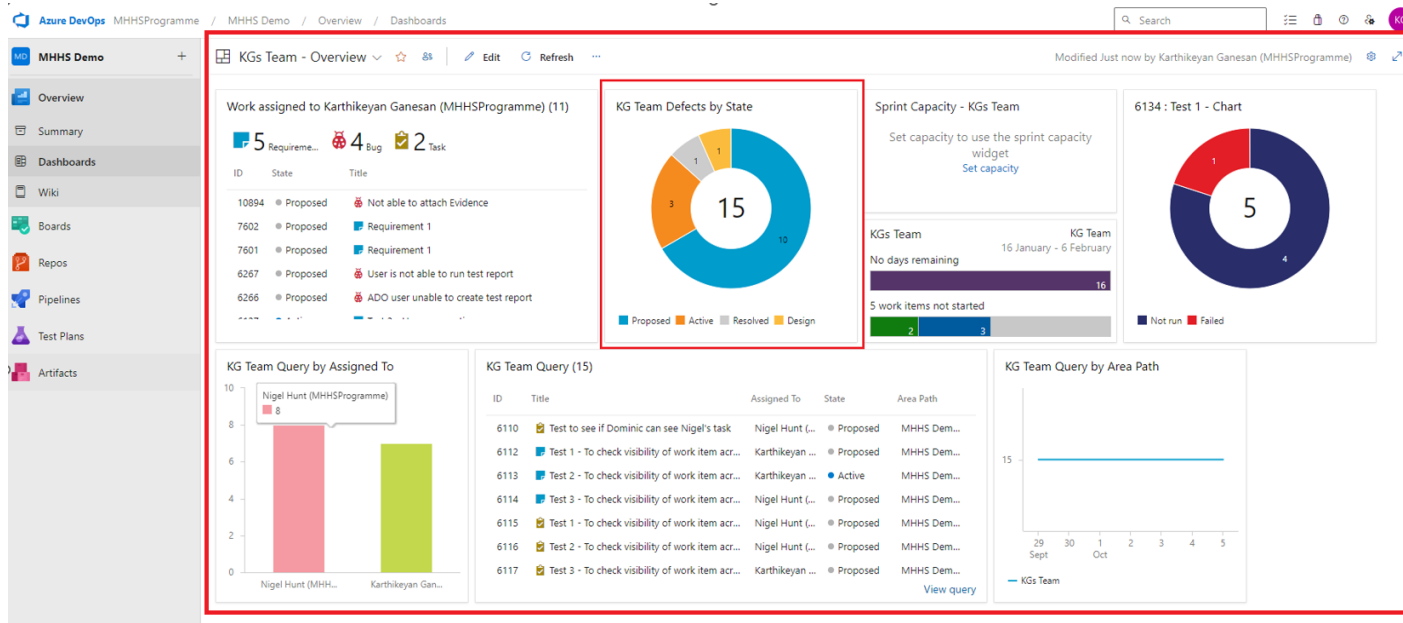 Azure DevOps MHHSProgramme / MHHS Demo / Overview / Dashboards
Search
KG
MD MHHS Demo +
Overview
Summary
Dashboards
Wiki
Boards
Repos
Pipelines
Test Plans
Artifacts
KGs Team - Overview
Edit
Refresh
...
Modified Just now by Karthikeyan Ganesan (MHHSProgramme)
Work assigned to Karthikeyan Ganesan (MHHSProgramme) (11)
5 Requireme... 4 Bug 2 Task
ID State Title
10894 Proposed Not able to attach Evidence
7602 Proposed Requirement 1
7601 Proposed Requirement 1
6267 Proposed User is not able to run test report
6266 Proposed ADO user unable to create test report
KG Team Defects by State
1
1
3
15
10
Proposed Active Resolved Design
Sprint Capacity - KGs Team
Set capacity to use the sprint capacity
widget
Set capacity
KGs Team KG Team
16 January - 6 February
No days remaining
16
5 work items not started
2 3
6134 : Test 1 - Chart
1
5
4
Not run Failed
KG Team Query by Assigned To
10
8
6
4
2
0
Nigel Hunt (MHHSProgramme)
8
Nigel Hunt (MHH... Karthikeyan Gan...
KG Team Query (15)
ID Title Assigned To State Area Path
6110 Test to see if Dominic can see Nigel's task Nigel Hunt (... Proposed MHHS Dem...
6112 Test 1 - To check visibility of work item acr... Karthikeyan ... Proposed MHHS Dem...
6113 Test 2 - To check visibility of work item acr... Karthikeyan ... Active MHHS Dem...
6114 Test 3 - To check visibility of work item acr... Nigel Hunt (... Proposed MHHS Dem...
6115 Test 1 - To check visibility of work item acr... Nigel Hunt (... Proposed MHHS Dem...
6116 Test 2 - To check visibility of work item acr... Nigel Hunt (... Proposed MHHS Dem...
6117 Test 3 - To check visibility of work item acr... Karthikeyan ... Proposed MHHS Dem...
View query
KG Team Query by Area Path
15
29 30 1 2 3 4 5
Sept Oct
KGs Team